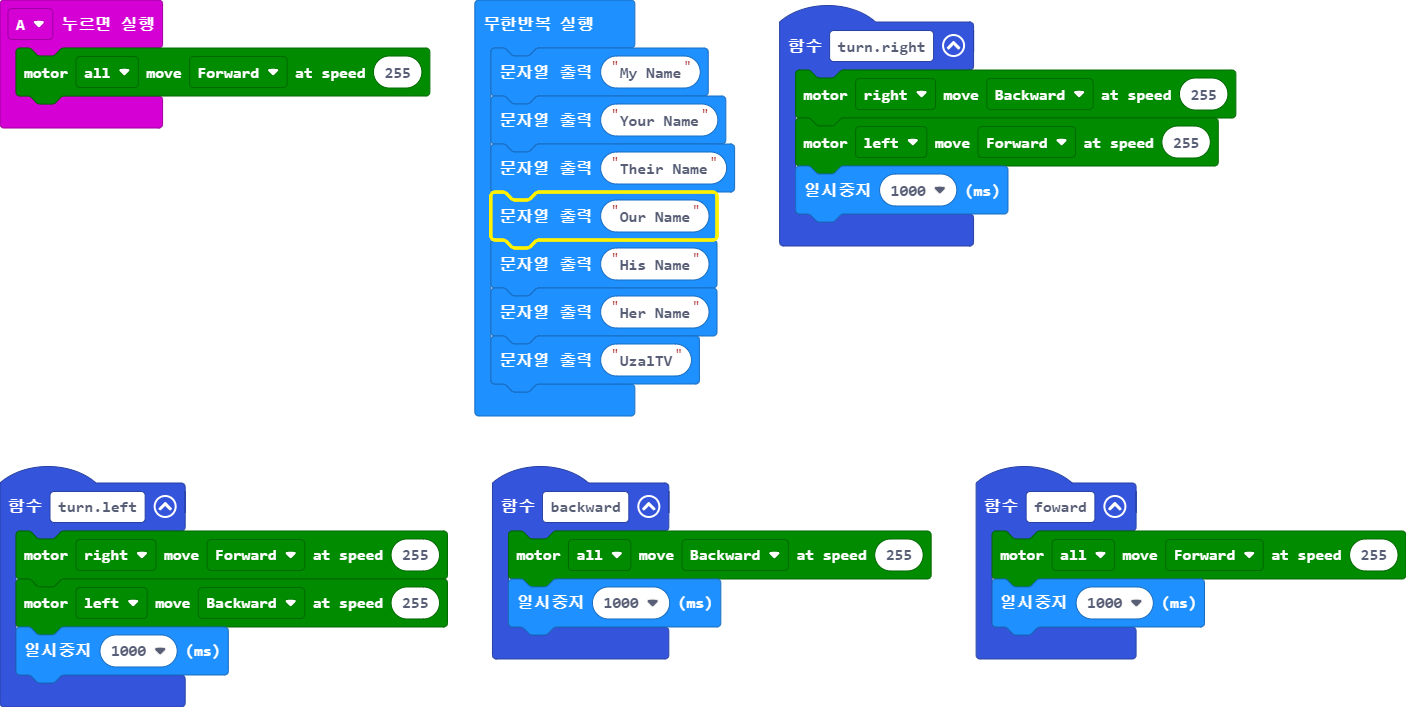 A 누르면 실행
motor all move Forward at speed 255
무한반복 실행
문자열 출력 "My Name"
문자열 출력 "Your Name"
문자열 출력 "Their Name"
문자열 출력 "Our Name"
문자열 출력 "His Name"
문자열 출력 "Her Name"
문자열 출력 "UzalTV"
함수 turn.right
motor right move Backward at speed 255
motor left move Forward at speed 255
일시중지 1000 (ms)
함수 turn.left
motor right move Forward at speed 255
motor left move Backward at speed 255
일시중지 1000 (ms)
함수 backward
motor all move Backward at speed 255
일시중지 1000 (ms)
함수 foward
motor all move Forward at speed 255
일시중지 1000 (ms)